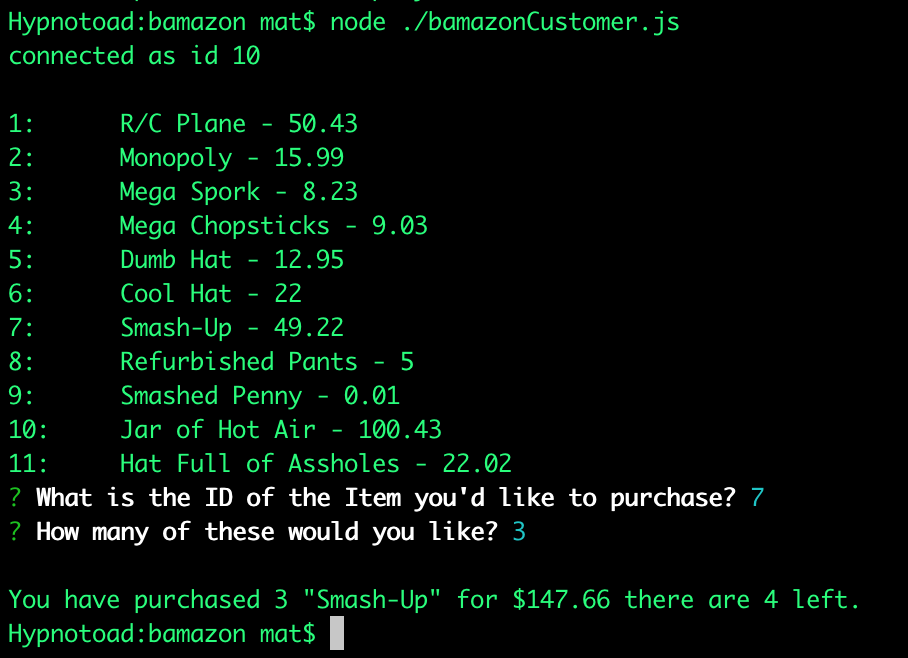 Hypnotoad:bamazon mat$ node ./bamazonCustomer.js
connected as id 10
1: R/C Plane - 50.43
2: Monopoly - 15.99
3: Mega Spork - 8.23
4: Mega Chopsticks - 9.03
5: Dumb Hat - 12.95
6: Cool Hat - 22
7: Smash-Up - 49.22
8: Refurbished Pants - 5
9: Smashed Penny - 0.01
10: Jar of Hot Air - 100.43
11: Hat Full of Assholes - 22.02
? What is the ID of the Item you'd like to purchase? 7
? How many of these would you like? 3
You have purchased 3 "Smash-Up" for $147.66 there are 4 left.
Hypnotoad:bamazon mat$